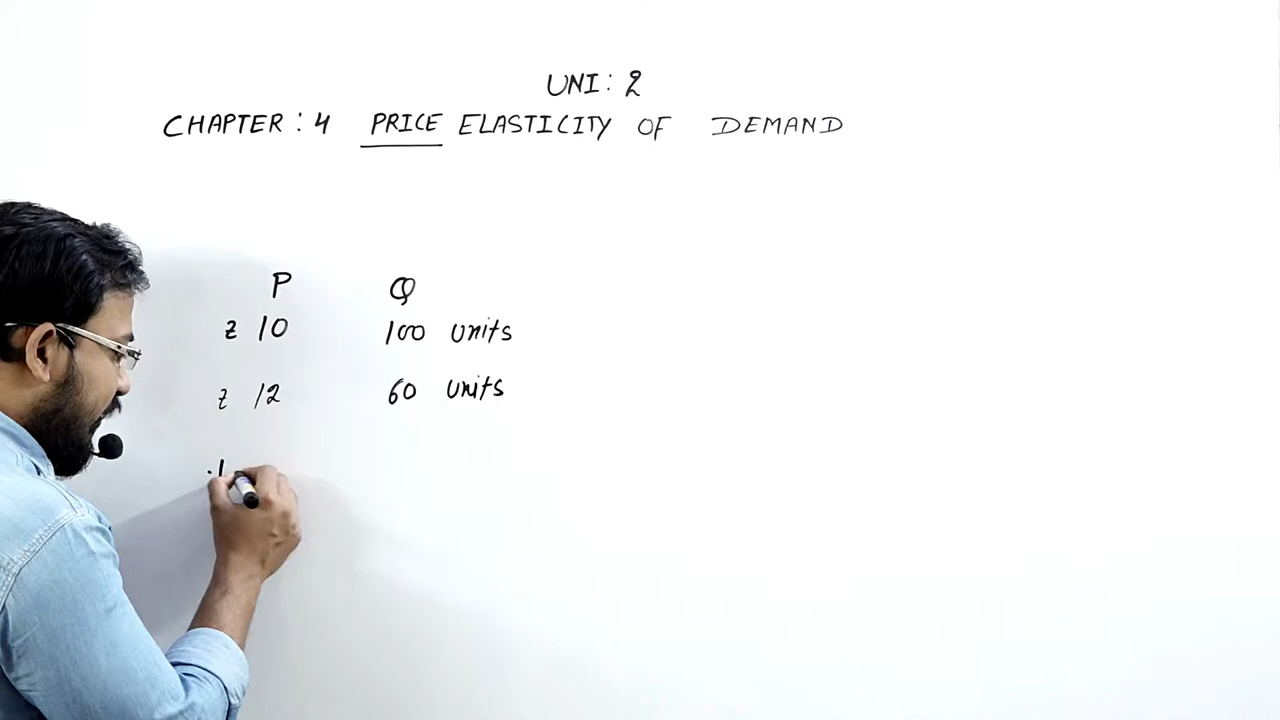 UNI: 2
CHAPTER: 4 PRICE ELASTICITY OF DEMAND
P Q
z 10 100 units
z 12 60 units